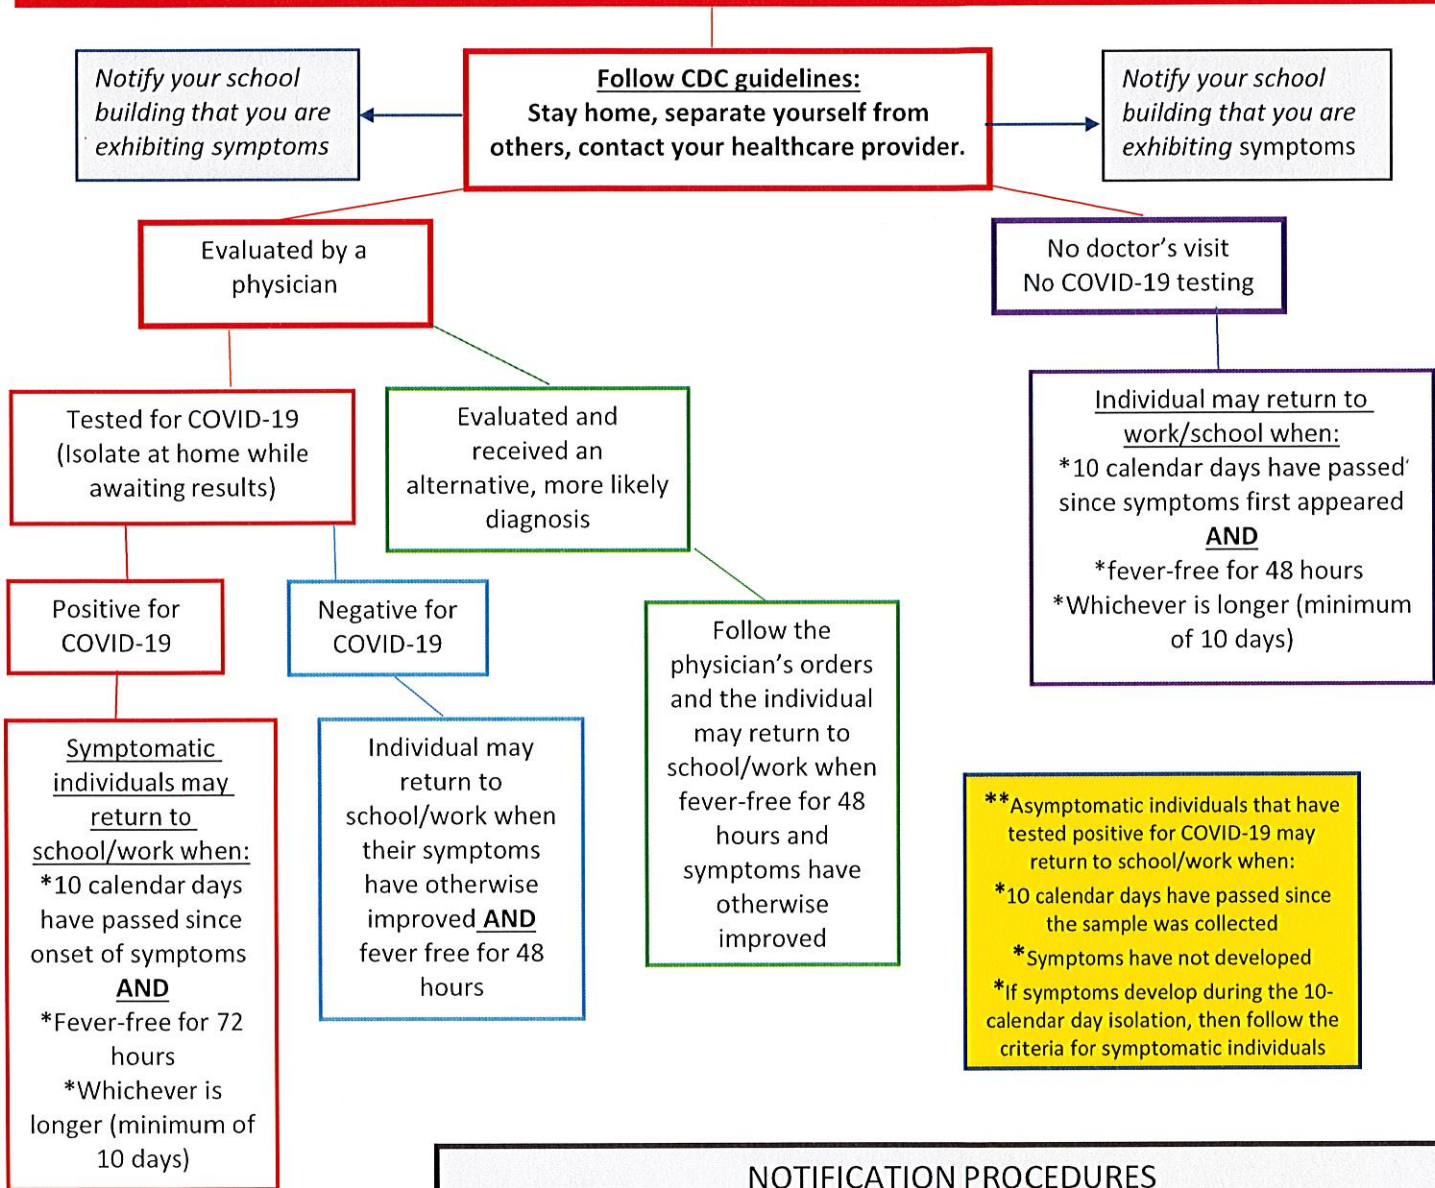 Notify your school
building that you are
exhibiting symptoms
Follow CDC guidelines:
Stay home, separate yourself from
others, contact your healthcare provider.
Notify your school
building that you are
exhibiting symptoms
Evaluated by a
physician
No doctor’s visit
No COVID-19 testing
Tested for COVID-19
(Isolate at home while
awaiting results)
Evaluated and
received an
alternative, more likely
diagnosis
Individual may return to
work/school when:
*10 calendar days have passed
since symptoms first appeared
AND
*fever-free for 48 hours
*Whichever is longer (minimum
of 10 days)
Positive for
COVID-19
Negative for
COVID-19
Follow the
physician’s orders
and the individual
may return to
school/work when
fever-free for 48
hours and
symptoms have
otherwise
improved
Symptomatic
individuals may
return to
school/work when:
*10 calendar days
have passed since
onset of symptoms
AND
*Fever-free for 72
hours
*Whichever is
longer (minimum of
10 days)
Individual may
return to
school/work when
their symptoms
have otherwise
improved AND
fever free for 48
hours
**Asymptomatic individuals that have
tested positive for COVID-19 may
return to school/work when:
*10 calendar days have passed since
the sample was collected
*Symptoms have not developed
*If symptoms develop during the 10-
calendar day isolation, then follow the
criteria for symptomatic individuals
NOTIFICATION PROCEDURES